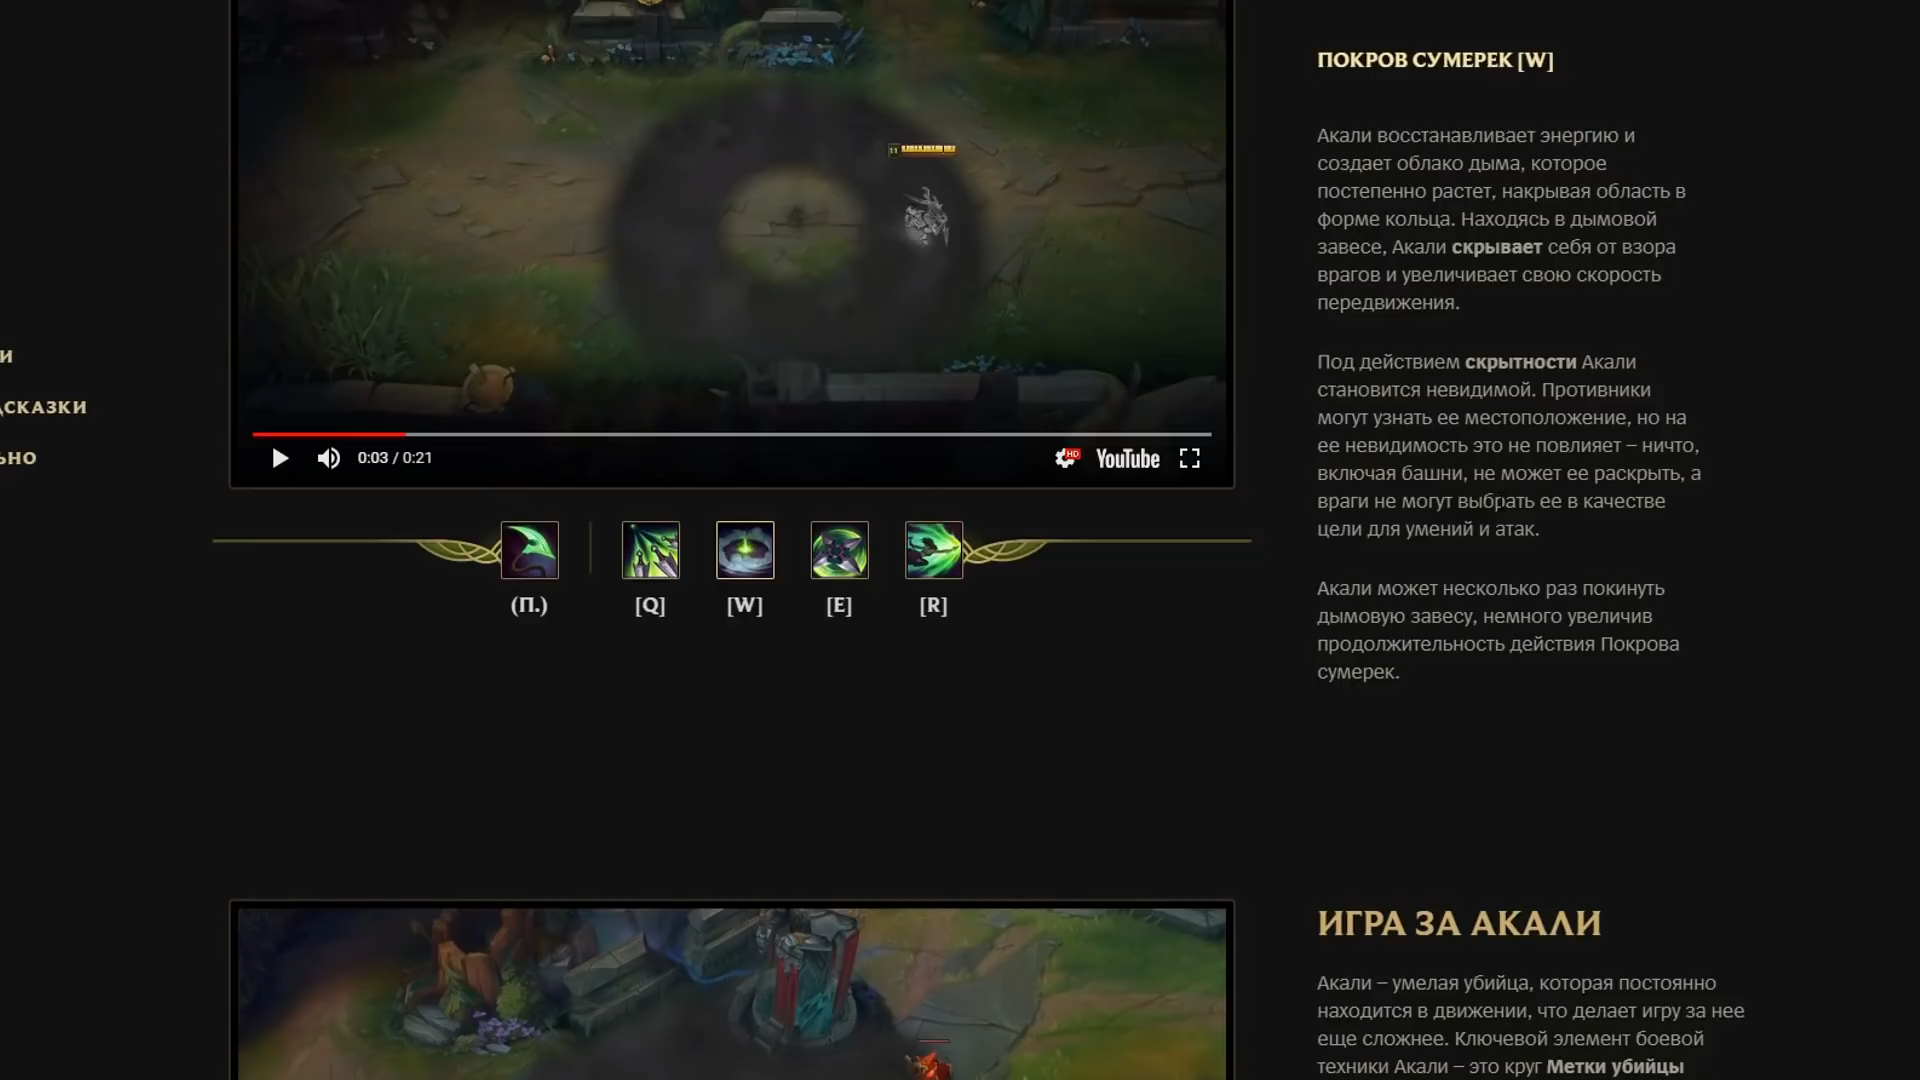 ПОКРОВ СУМЕРЕК [W]
Акали восстанавливает энергию и
создает облако дыма, которое
постепенно растет, накрывая область в
форме кольца. Находясь в дымовой
завесе, Акали скрывает себя от взора
врагов и увеличивает свою скорость
передвижения.
Под действием скрытности Акали
становится невидимой. Противники
могут узнать ее местоположение, но на
ее невидимость это не повлияет – ничто,
включая башни, не может ее раскрыть, а
враги не могут выбрать ее в качестве
цели для умений и атак.
Акали может несколько раз покинуть
дымовую завесу, немного увеличив
продолжительность действия Покрова
сумерек.
И
ДСКАЗКИ
ЬНО
11
0:03 / 0:21
HD
YouTube
(П.)
[Q]
[W]
[E]
[R]
ИГРА ЗА АКАЛИ
Акали – умелая убийца, которая постоянно
находится в движении, что делает игру за нее
еще сложнее. Ключевой элемент боевой
техники Акали – это круг Метки убийцы